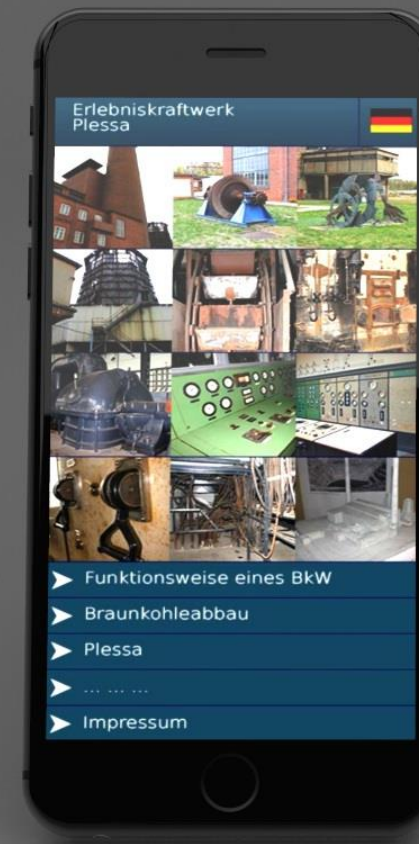 Erlebniskraftwerk
Plessa
Funktionsweise eines BkW
Braunkohleabbau
Plessa
... ... ...
Impressum